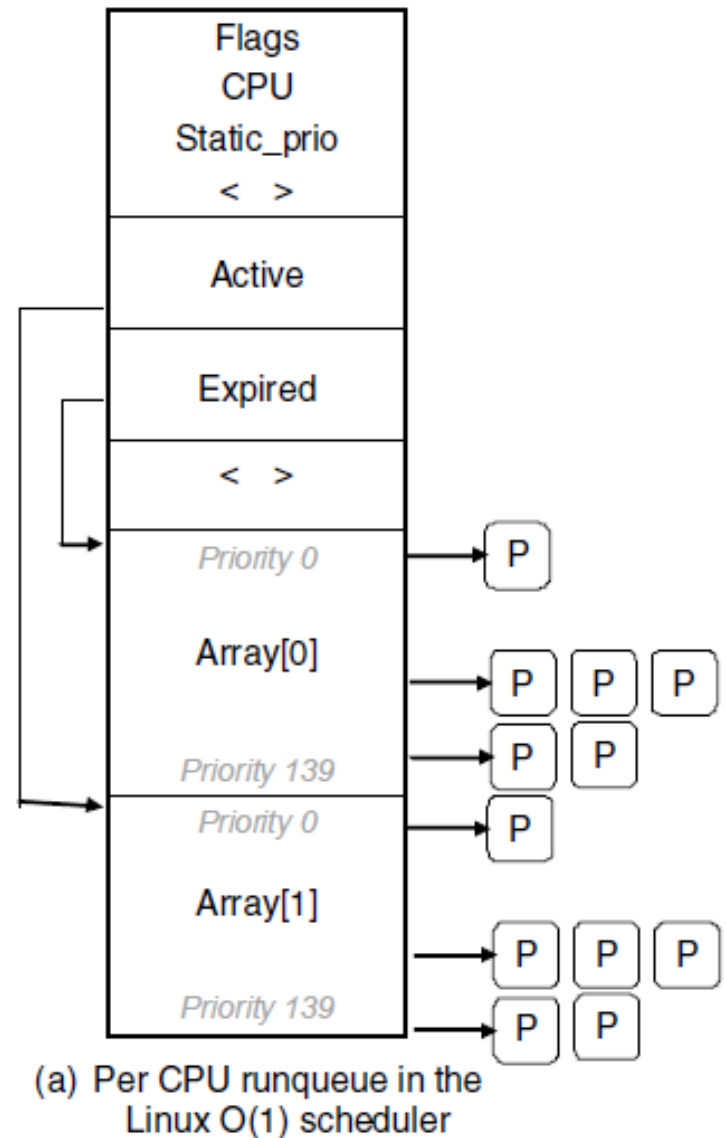 Flags
CPU
Static_prio
< >
Active
Expired
< >
Priority 0
P
Array[0]
P P P
Priority 139
P P
Priority 0
P
Array[1]
P P P
Priority 139
P P
(a) Per CPU runqueue in the
Linux O(1) scheduler